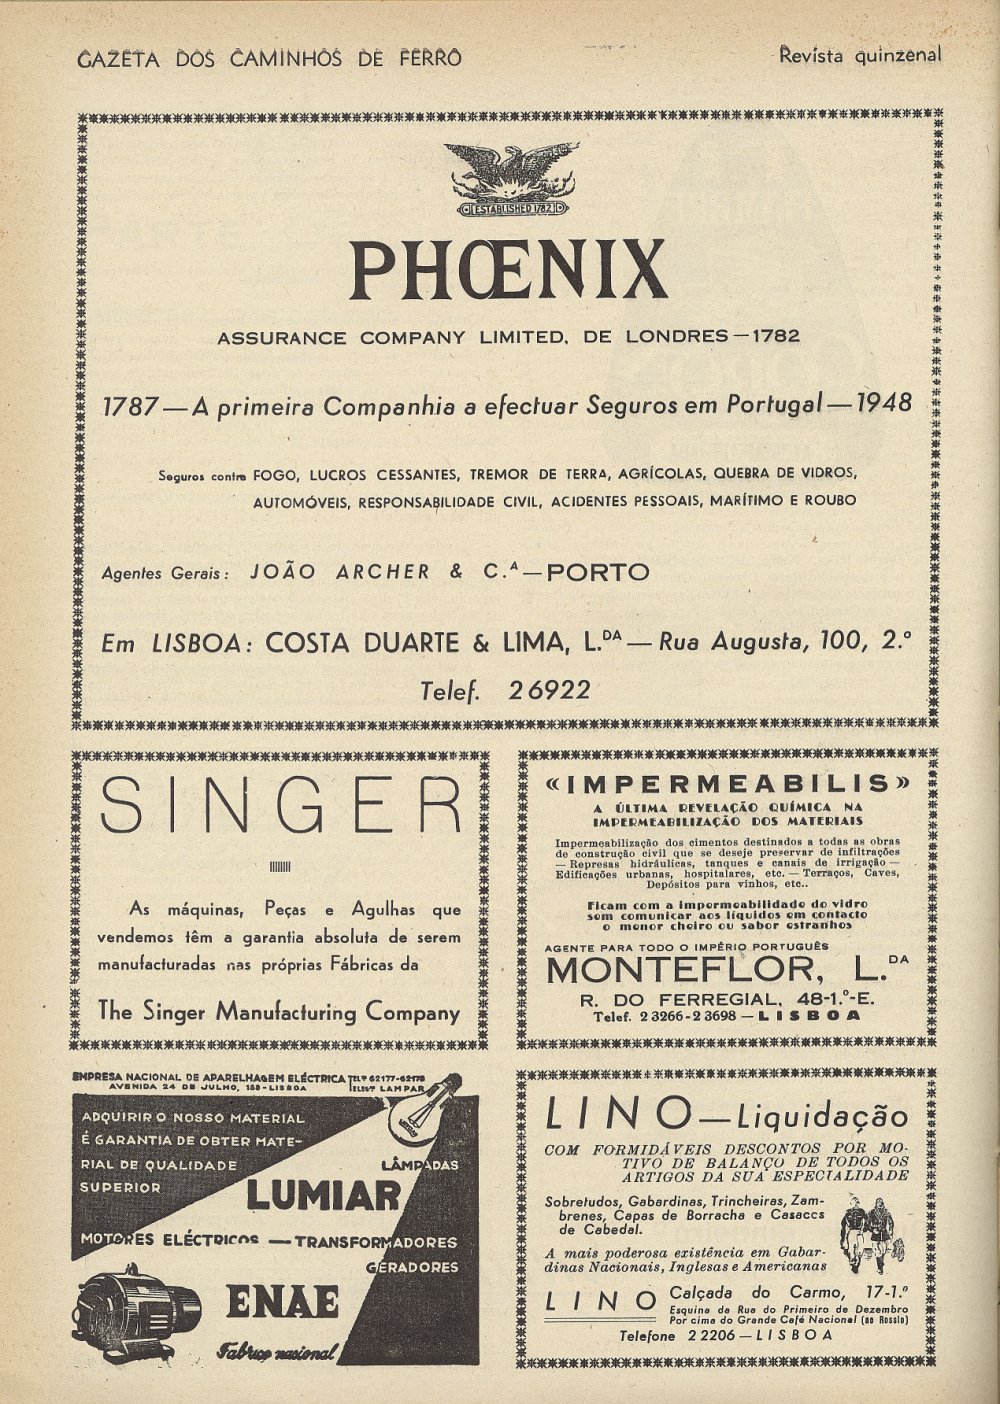 GAZETA DOS CAMINHOS DE FERRO
Revista quinzenal
ESTABLISHED 1782
PHŒNIX
ASSURANCE COMPANY LIMITED, DE LONDRES—1782
1787—A primeira Companhia a efectuar Seguros em Portugal—1948
Seguros contra FOGO, LUCROS CESSANTES, TREMOR DE TERRA, AGRÍCOLAS, QUEBRA DE VIDROS,
AUTOMÓVEIS, RESPONSABILIDADE CIVIL, ACIDENTES PESSOAIS, MARÍTIMO E ROUBO
Agentes Gerais: JOÃO ARCHER & C.ᴬ—PORTO
Em LISBOA: COSTA DUARTE & LIMA, L.ᴰᴬ—Rua Augusta, 100, 2.º
Telef. 26922
SINGER
As máquinas, Peças e Agulhas que
vendemos têm a garantia absoluta de serem
manufacturadas nas próprias Fábricas da
The Singer Manufacturing Company
«IMPERMEABILIS»
A ÚLTIMA REVELAÇÃO QUÍMICA NA
IMPERMEABILIZAÇÃO DOS MATERIAIS
Impermeabilização dos cimentos destinados a todas as obras
de construção civil que se deseje preservar de infiltrações
— Represas hidráulicas, tanques e canais de irrigação —
Edificações urbanas, hospitalares, etc. — Terraços, Caves,
Depósitos para vinhos, etc..
Ficam com a impermeabilidade do vidro
sem comunicar aos líquidos em contacto
o menor cheiro ou sabor estranhos
AGENTE PARA TODO O IMPÉRIO PORTUGUÊS
MONTEFLOR, L.ᴰᴬ
R. DO FERREGIAL, 48-1.º-E.
Telef. 2 3266-2 3698 — LISBOA
EMPRESA NACIONAL DE APARELHAGEM ELÉCTRICA TELF 62177-62178
AVENIDA 24 DE JULHO, 158-LISBOA LAMPAR
ADQUIRIR O NOSSO MATERIAL
É GARANTIA DE OBTER MATE-
RIAL DE QUALIDADE
SUPERIOR
LÂMPADAS
LUMIAR
MOTORES ELÉCTRICOS — TRANSFORMADORES
GERADORES
ENAE
Fabrico nacional
LINO—Liquidação
COM FORMIDÁVEIS DESCONTOS POR MO-
TIVO DE BALANÇO DE TODOS OS
ARTIGOS DA SUA ESPECIALIDADE
Sobretudos, Gabardinas, Trincheiras, Zam-
brenes, Capas de Borracha e Casacos
de Cabedal.
A mais poderosa existência em Gabar-
dinas Nacionais, Inglesas e Americanas
LINO Calçada do Carmo, 17-1.º
Esquina da Rua do Primeiro de Dezembro
Por cima do Grande Café Nacional (ao Rossio)
Telefone 2 2206 — LISBOA